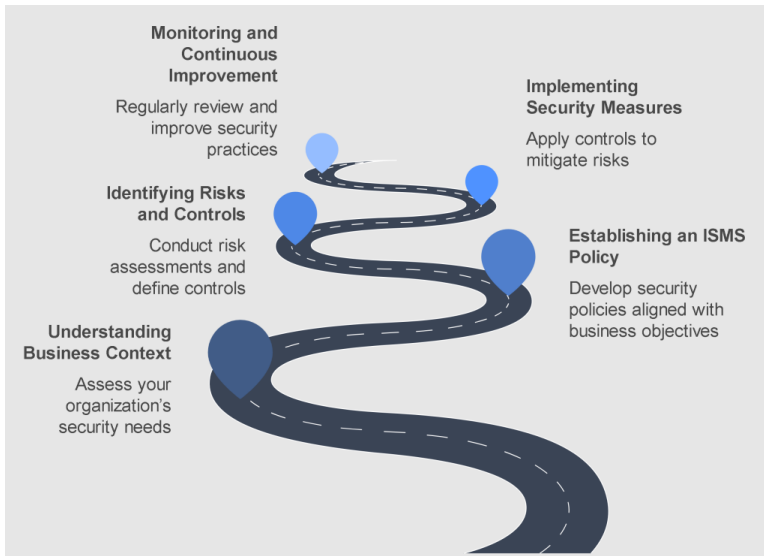 Monitoring and
Continuous
Improvement
Regularly review and
improve security
practices
Implementing
Security Measures
Apply controls to
mitigate risks
Identifying Risks
and Controls
Conduct risk
assessments and
define controls
Establishing an ISMS
Policy
Develop security
policies aligned with
business objectives
Understanding
Business Context
Assess your
organization's
security needs